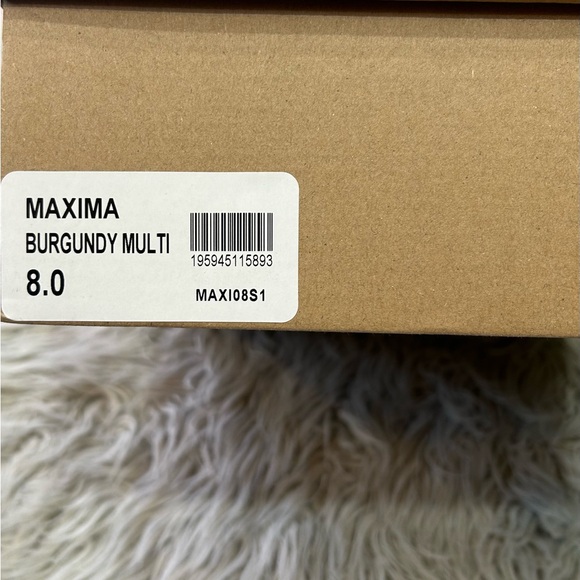 MAXIMA
BURGUNDY MULTI
8.0
195945115893
MAXI08S1